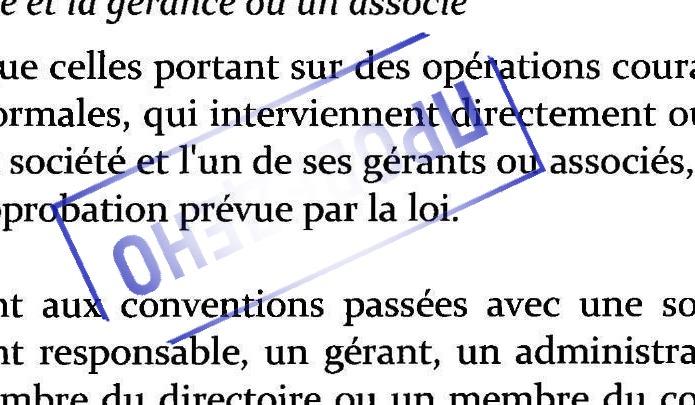 e et la gérance ou un associé
ue celles portant sur des opérations coura
ormales, qui interviennent directement ou
société et l'un de ses gérants ou associés,
pprobation prévue par la loi.
ПРОВЕДЕНО
nt aux conventions passées avec une so
nt responsable, un gérant, un administra
mbre du directoire ou un membre du co